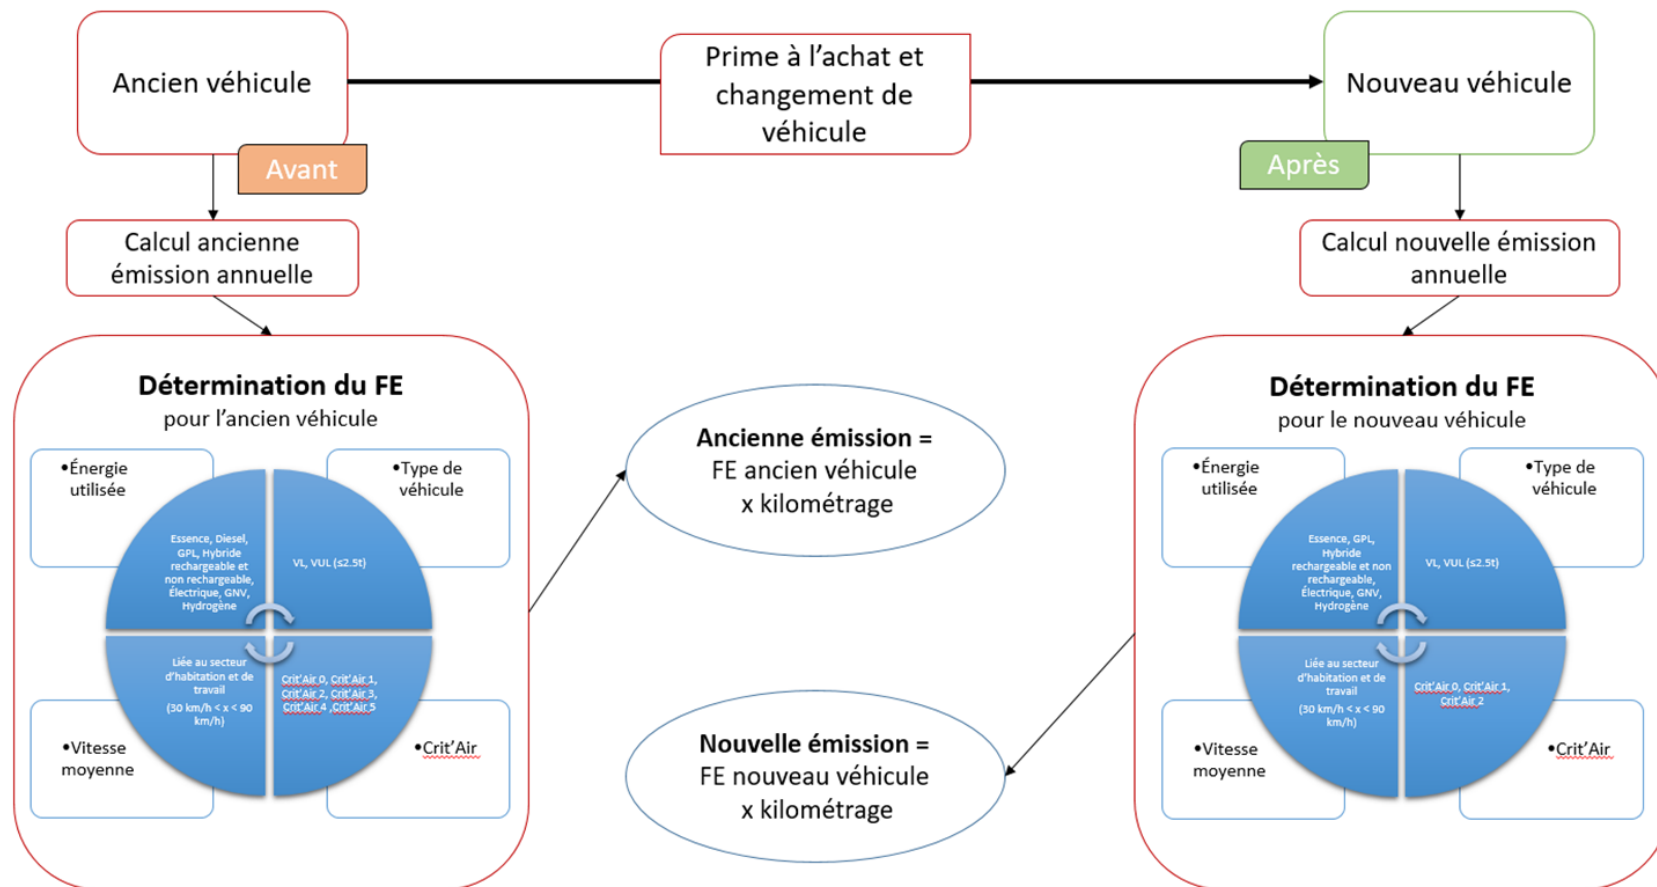 Ancien véhicule
Prime à l'achat et
changement de
véhicule
Nouveau véhicule
Avant
Après
Calcul ancienne
émission annuelle
Calcul nouvelle émission
annuelle
Détermination du FE
pour l'ancien véhicule
•Énergie
utilisée
•Type de
véhicule
Essence, Diesel,
GPL, Hybride
rechargeable et
non rechargeable,
Électrique, GNV,
Hydrogène
VL, VUL (≤2.5t)
Liée au secteur
d'habitation et de
travail
(30 km/h < x < 90
km/h)
Crit'Air 0, Crit'Air 1,
Crit'Air 2, Crit'Air 3,
Crit'Air 4 ,Crit'Air 5
•Vitesse
moyenne
•Crit'Air
Ancienne émission =
FE ancien véhicule
x kilométrage
Nouvelle émission =
FE nouveau véhicule
x kilométrage
Détermination du FE
pour le nouveau véhicule
•Énergie
utilisée
•Type de
véhicule
Essence, GPL,
Hybride
rechargeable et non
rechargeable,
Électrique, GNV,
Hydrogène
VL, VUL (≤2.5t)
Liée au secteur
d'habitation et de
travail
(30 km/h < x < 90
km/h)
Crit'Air 0, Crit'Air 1,
Crit'Air 2
•Vitesse
moyenne
•Crit'Air